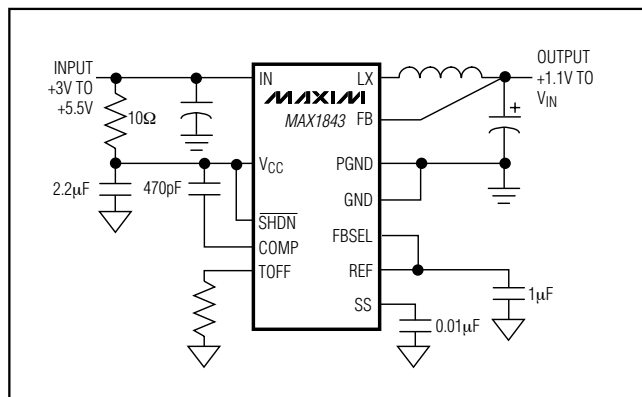 INPUT
+3V TO
+5.5V
10Ω
2.2µF
470pF
IN
VCC
SHDN
COMP
TOFF
MAXIM
MAX1843
LX
FB
PGND
GND
FBSEL
REF
SS
OUTPUT
+1.1V TO
VIN
+
1µF
0.01µF